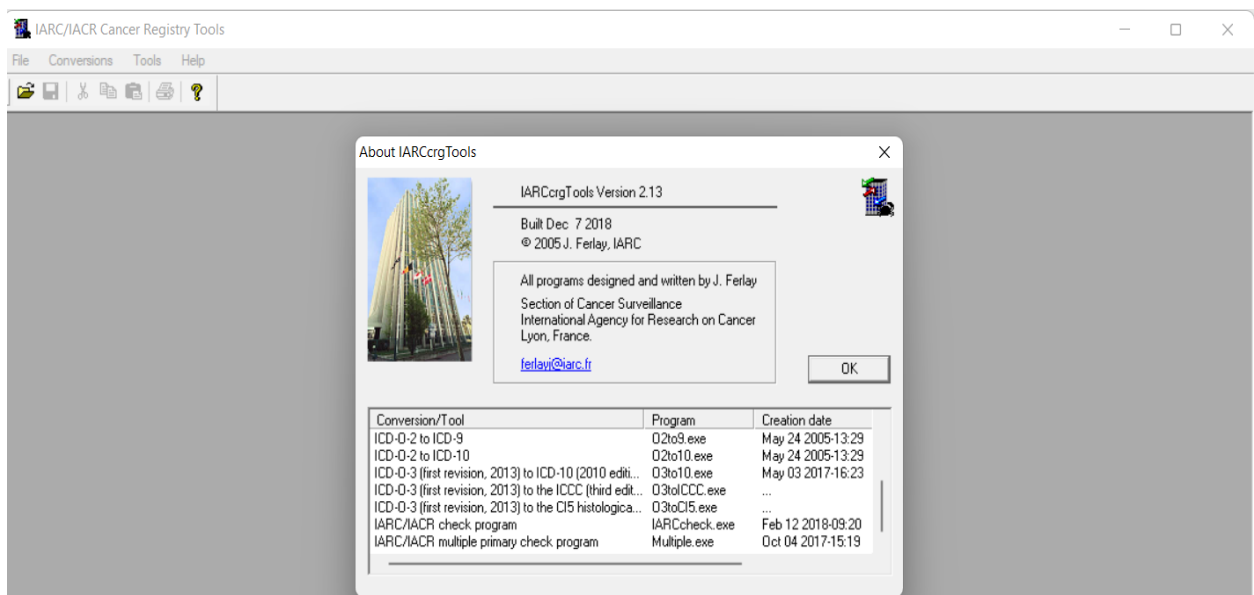 IARC/IACR Cancer Registry Tools
File Conversions Tools Help
About IARCcrgTools
IARCcrgTools Version 2.13
Built Dec 7 2018
© 2005 J. Ferlay, IARC
All programs designed and written by J. Ferlay
Section of Cancer Surveillance
International Agency for Research on Cancer
Lyon, France.
ferlayj@iarc.fr
OK
Conversion/Tool Program Creation date
ICD-O-2 to ICD-9 O2to9.exe May 24 2005-13:29
ICD-O-2 to ICD-10 O2to10.exe May 24 2005-13:29
ICD-O-3 (first revision, 2013) to ICD-10 (2010 editi... O3to10.exe May 03 2017-16:23
ICD-O-3 (first revision, 2013) to the ICCC (third edit... O3toICCC.exe ...
ICD-O-3 (first revision, 2013) to the CI5 histologica... O3toCI5.exe ...
IARC/IACR check program IARCcheck.exe Feb 12 2018-09:20
IARC/IACR multiple primary check program Multiple.exe Oct 04 2017-15:19